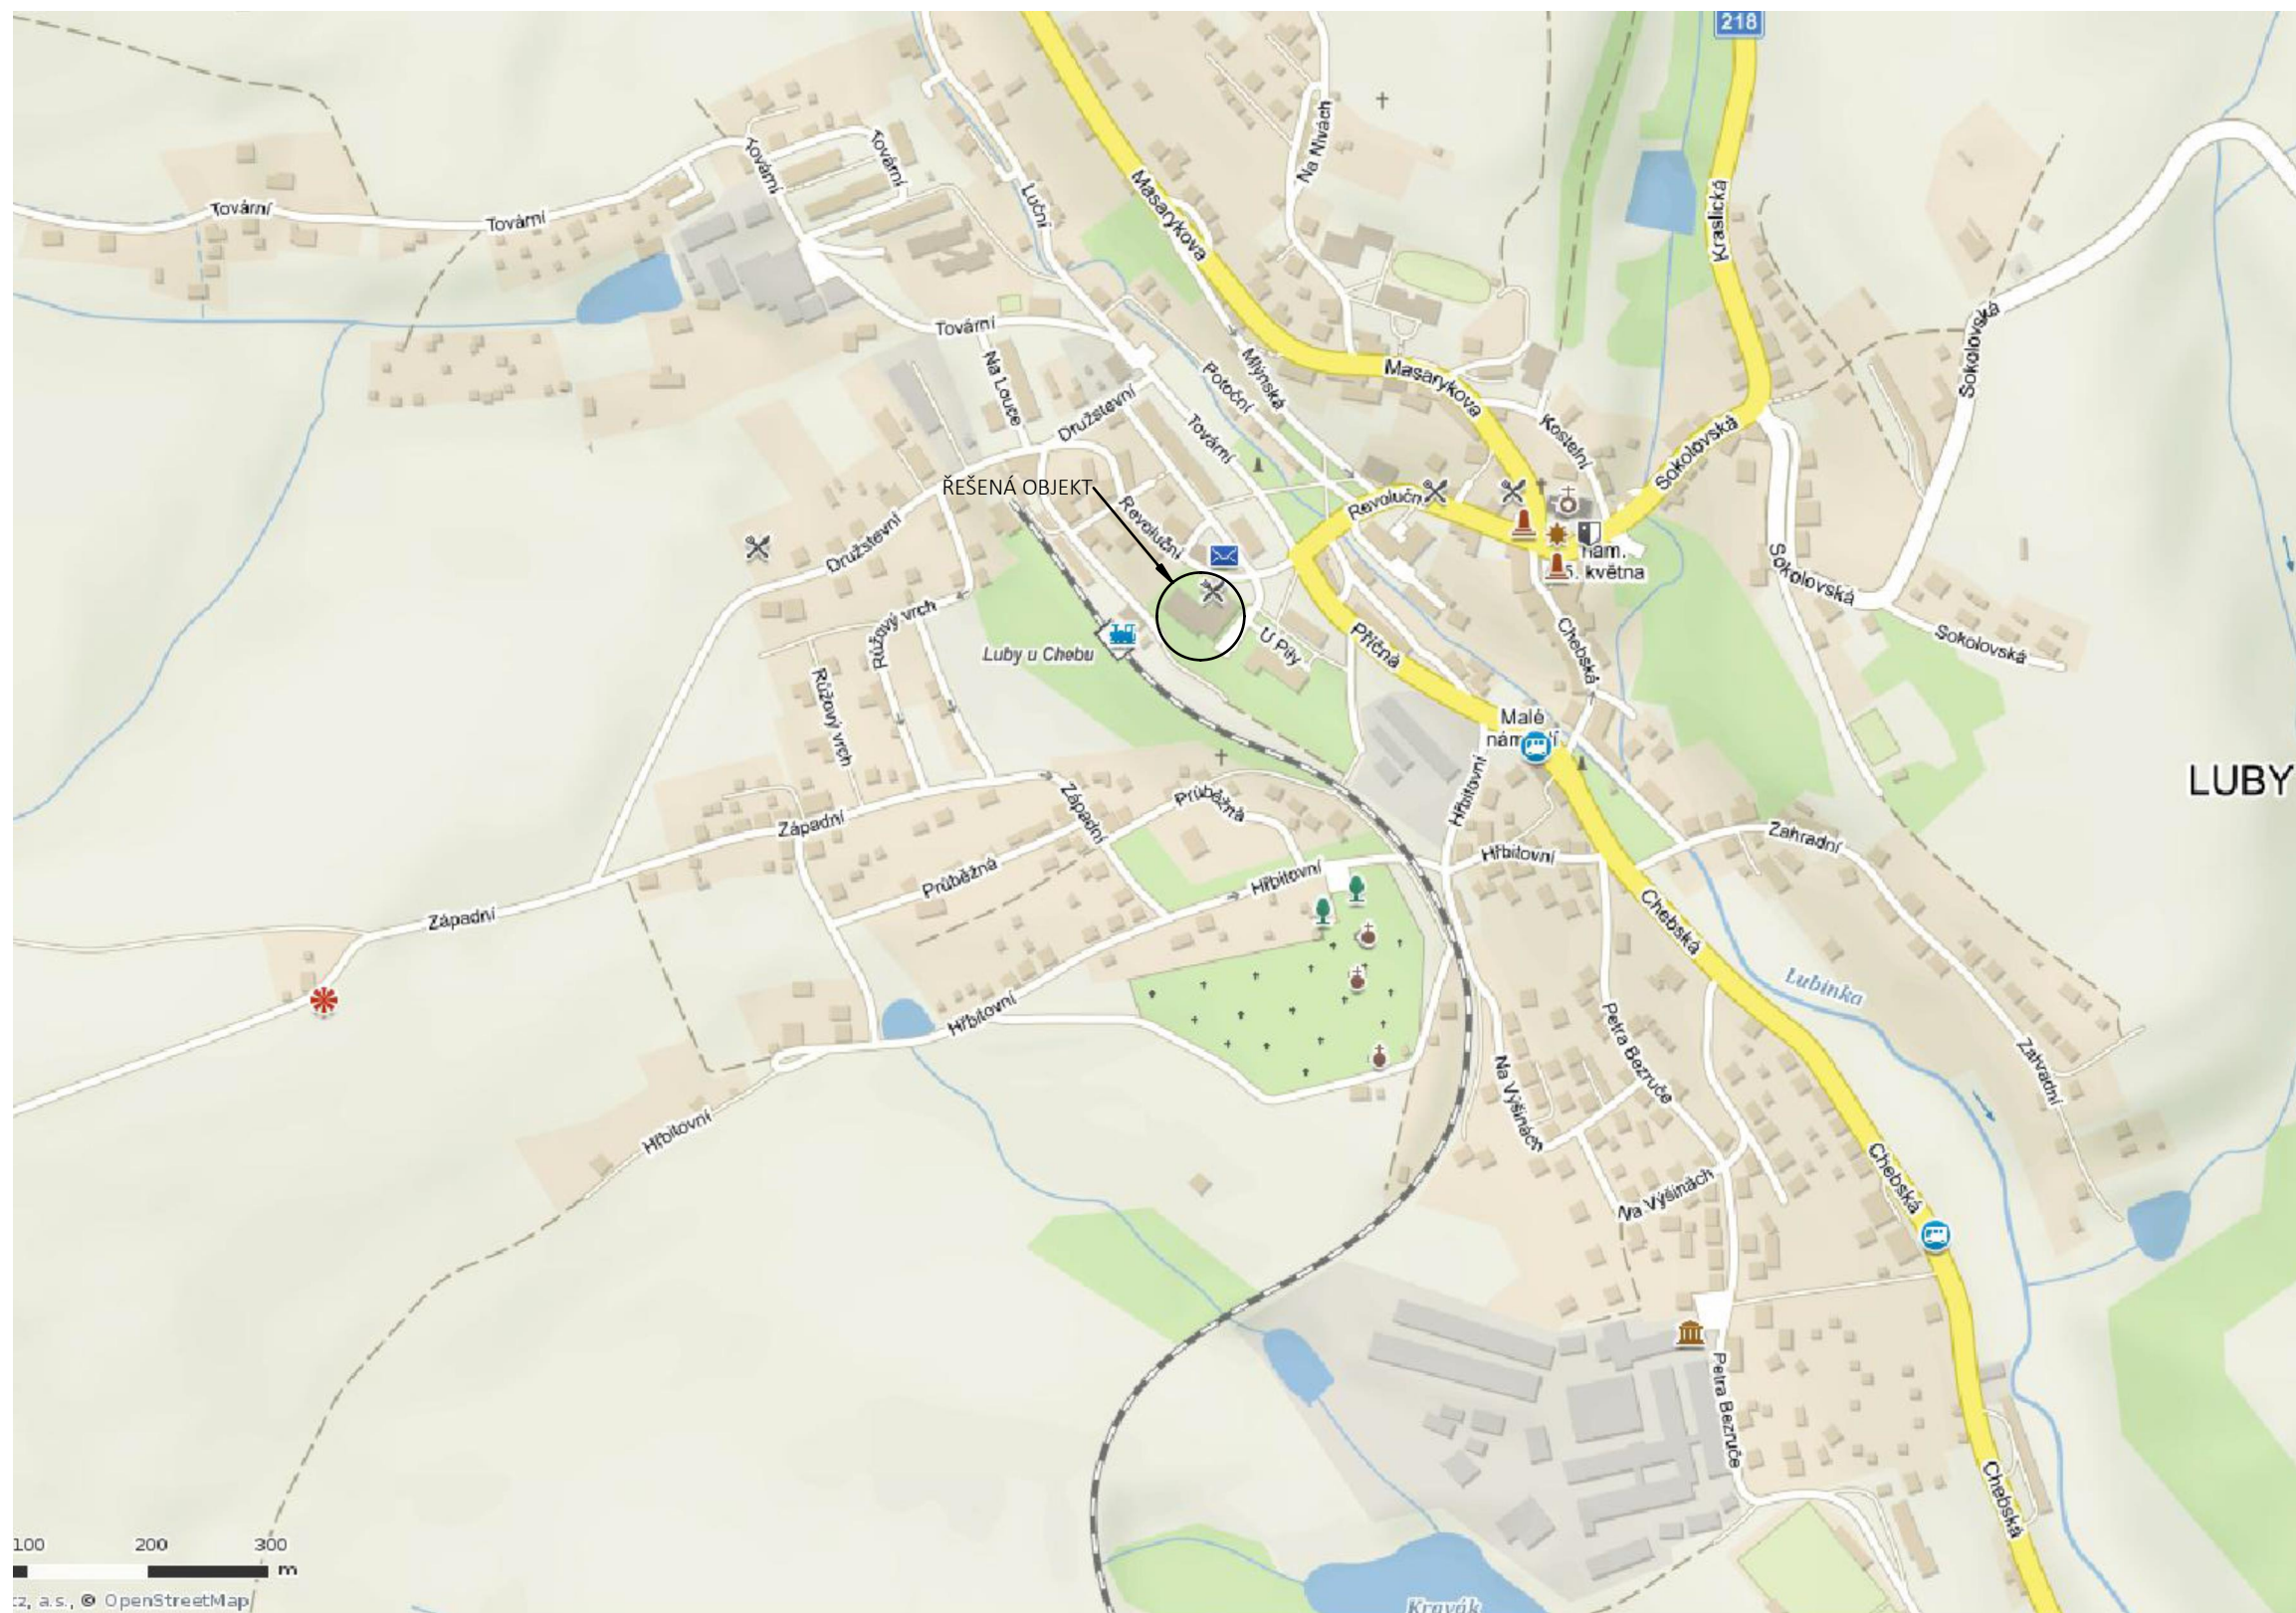 218
Tovární
Tovární
Tovární
Tovární
Luční
Masarykova
Na Nivách
Kraslická
Tovární
Na Louce
Družstevní
Potoční
Mlýnská
Tovární
Masarykova
Kostelní
Sokolovská
Sokolovská
ŘEŠENÁ OBJEKT
Revoluční
Revoluční
Družstevní
nám.
5. května
Sokolovská
Sokolovská
Růžový vrch
Růžový vrch
Luby u Chebu
U Pily
Příčná
Chebská
Malé
LUBY
Západní
Západní
Západní
Průběžná
Průběžná
Hřbitovní
Hřbitovní
Hřbitovní
Zahradní
Chebská
Lubinka
Hřbitovní
Petra Bezruče
Na Výšinách
Zahradní
Hřbitovní
Na Výšinách
Chebská
Petra Bezruče
Chebská
100 200 300
m
cz, a.s., © OpenStreetMap
Kravák